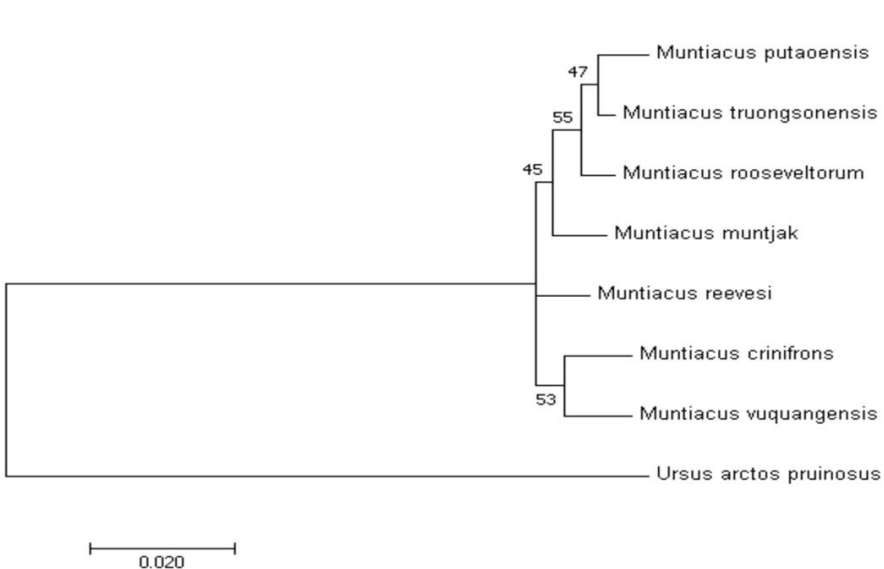 Muntiacus putaoensis
47
Muntiacus truongsonensis
55
Muntiacus rooseveltorum
45
Muntiacus muntjak
Muntiacus reevesi
Muntiacus crinifrons
53
Muntiacus vuquangensis
Ursus arctos pruinosus
0.020